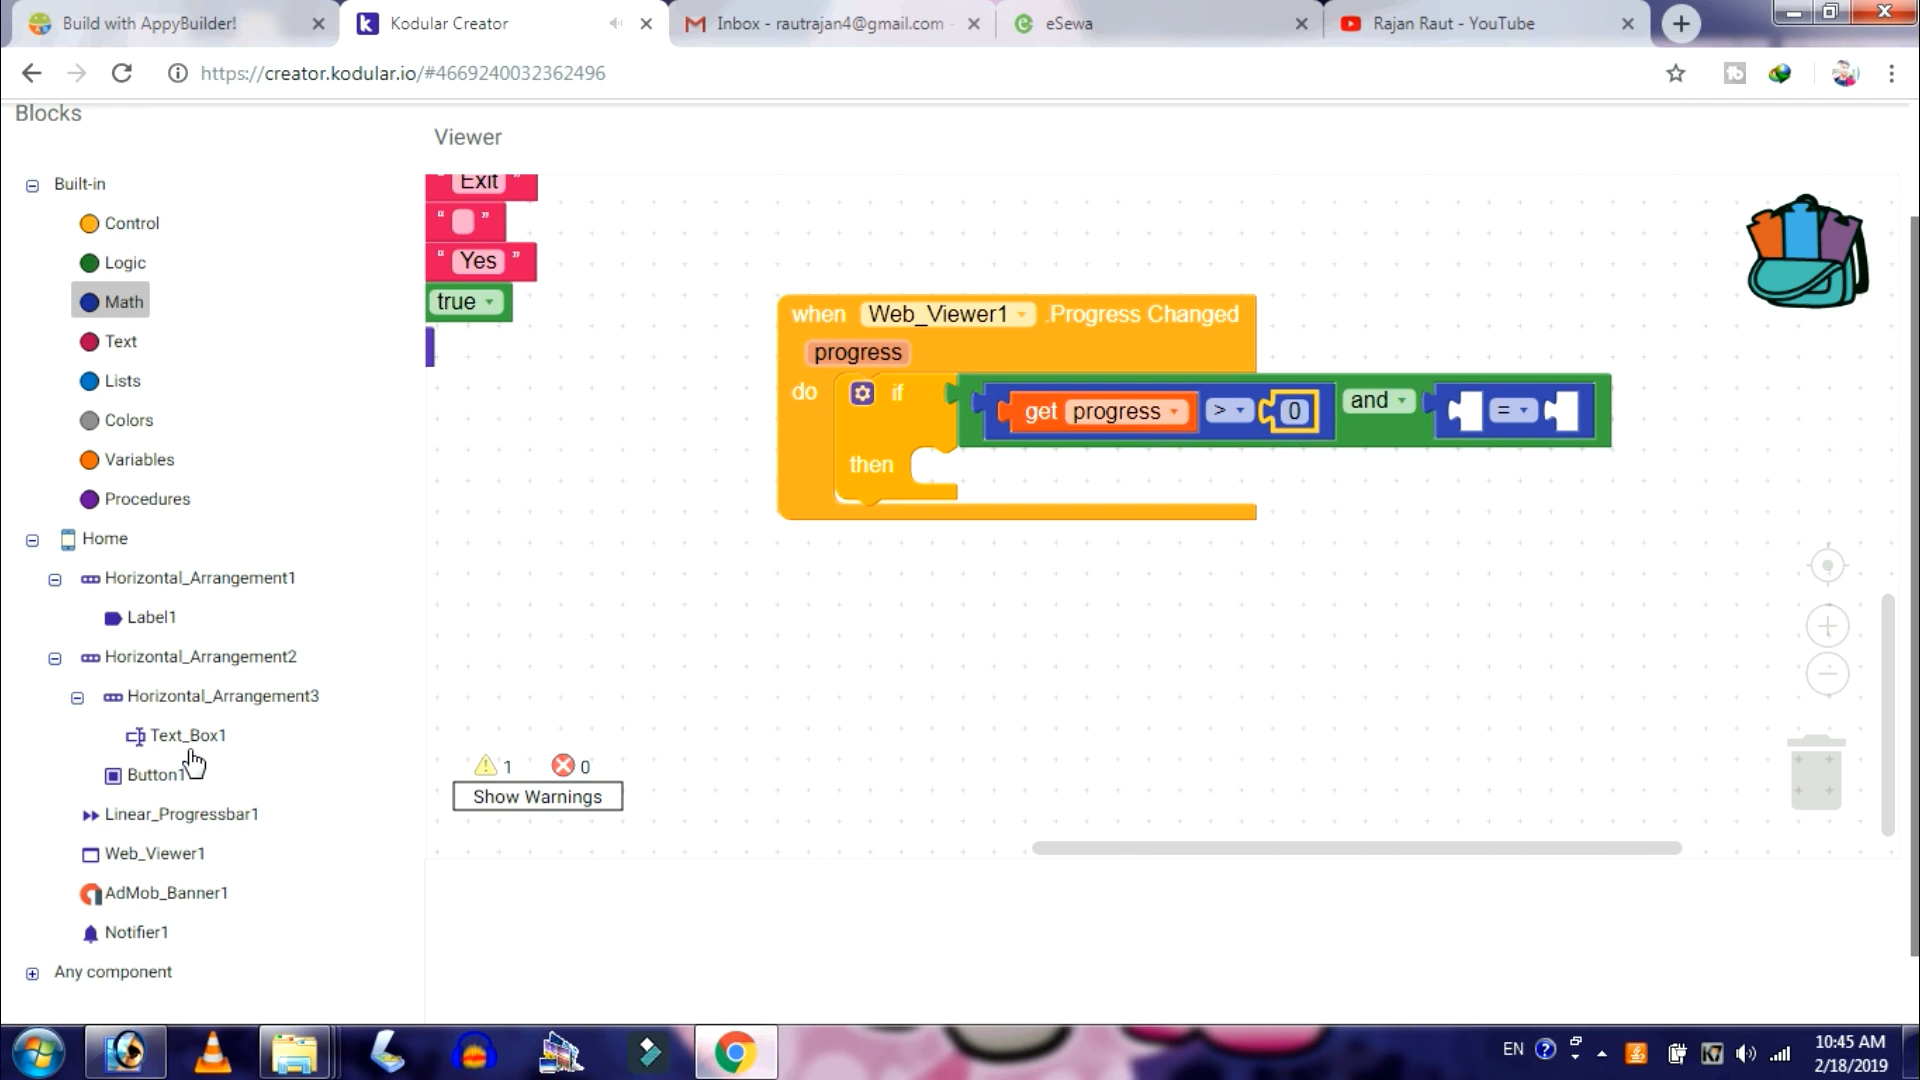 Build with AppyBuilder!
Kodular Creator
Inbox - rautrajan4@gmail.com -
eSewa
Rajan Raut - YouTube
https://creator.kodular.io/#4669240032362496
Blocks
Viewer
Built-in
Control
Logic
Math
Text
Lists
Colors
Variables
Procedures
Home
Horizontal_Arrangement1
Label1
Horizontal_Arrangement2
Horizontal_Arrangement3
Text_Box1
Button1
Linear_Progressbar1
Web_Viewer1
AdMob_Banner1
Notifier1
Any component
" Exit "
" "
" Yes "
true
when Web_Viewer1 .Progress Changed
progress
do if get progress > 0 and =
then
1 0
Show Warnings
EN
10:45 AM
2/18/2019